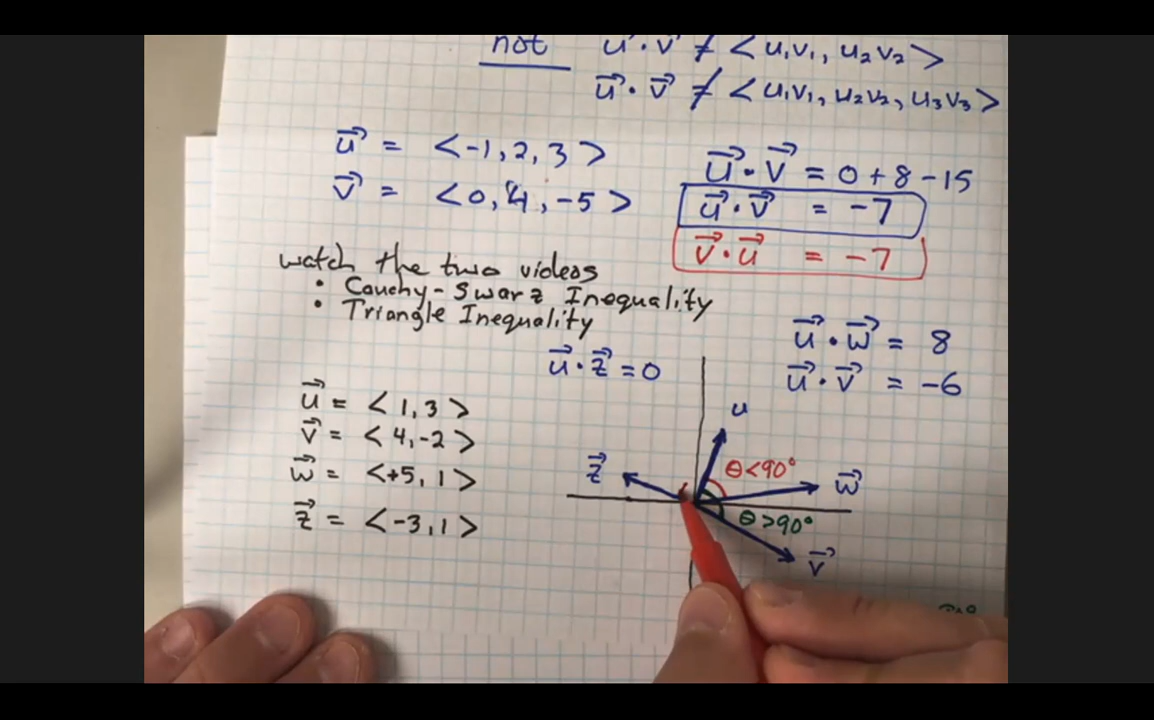 not u⃗ · v⃗ ≠ < u₁v₁, u₂v₂ >
u⃗ · v⃗ ≠ < u₁v₁, u₂v₂, u₃v₃ >
u⃗ = < -1, 2, 3 >
v⃗ = < 0, 4, -5 >
u⃗ · v⃗ = 0 + 8 - 15
u⃗ · v⃗ = -7
v⃗ · u⃗ = -7
watch the two videos
• Cauchy - Swarz Inequality
• Triangle Inequality
u⃗ · w⃗ = 8
u⃗ · v⃗ = -6
u⃗ · z⃗ = 0
u⃗ = < 1, 3 >
v⃗ = < 4, -2 >
w⃗ = < +5, 1 >
z⃗ = < -3, 1 >
u
z⃗
θ<90°
w⃗
θ>90°
v⃗